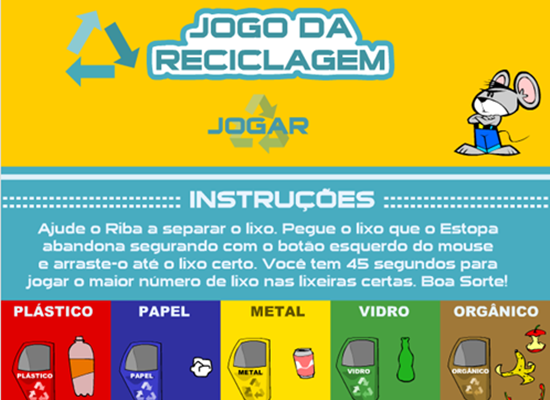 JOGO DA
RECICLAGEM
JOGAR
INSTRUÇÕES
Ajude o Riba a separar o lixo. Pegue o lixo que o Estopa
abandona segurando com o botão esquerdo do mouse
e arraste-o até o lixo certo. Você tem 45 segundos para
jogar o maior número de lixo nas lixeiras certas. Boa Sorte!
PLÁSTICO PAPEL METAL VIDRO ORGÂNICO
PLÁSTICO PAPEL METAL VIDRO ORGÂNICO